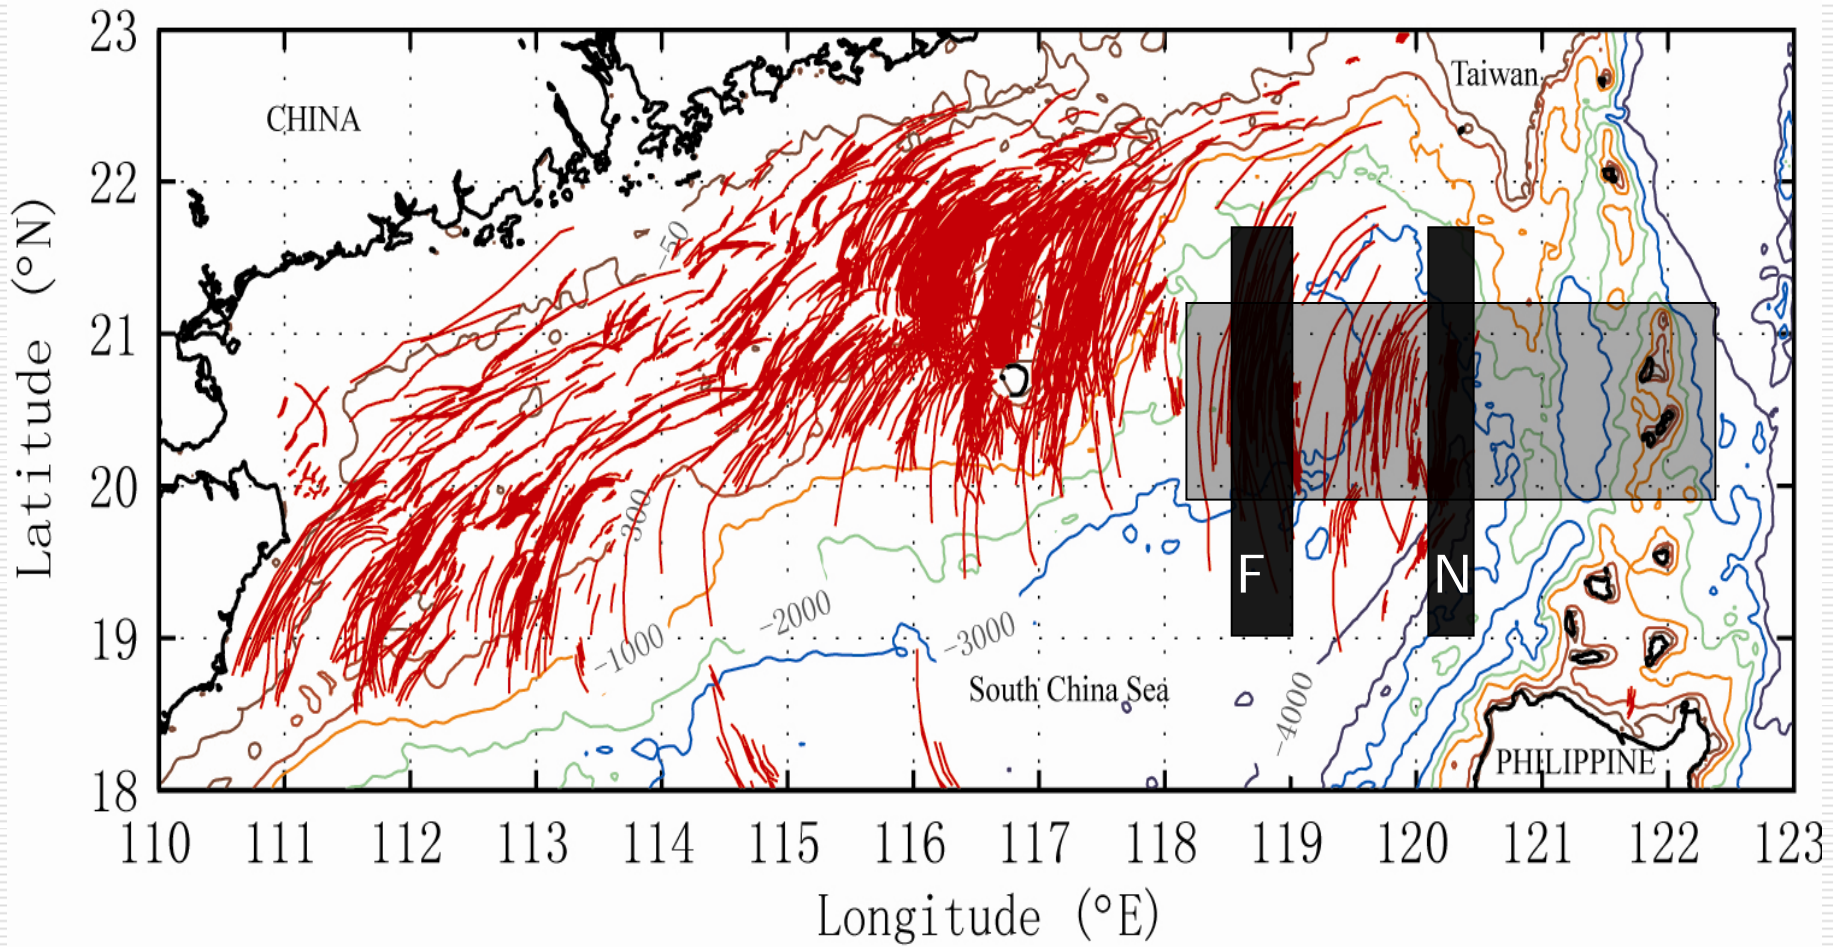 23
22
21
20
19
18
Latitude (°N)
CHINA
Taiwan
-50
300
-1000
-2000
-3000
-4000
F
N
South China Sea
PHILIPPINE
110 111 112 113 114 115 116 117 118 119 120 121 122 123
Longitude (°E)